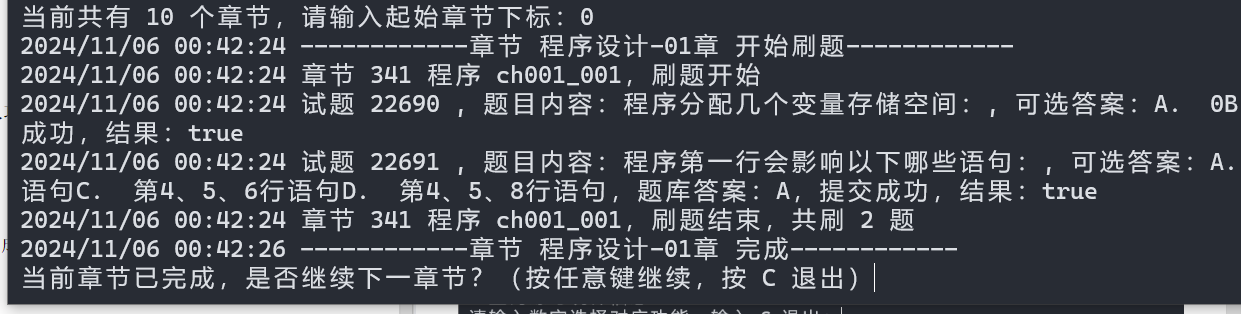 当前共有 10 个章节，请输入起始章节下标：0
2024/11/06 00:42:24 ------------章节 程序设计-01章 开始刷题------------
2024/11/06 00:42:24 章节 341 程序 ch001_001，刷题开始
2024/11/06 00:42:24 试题 22690 , 题目内容：程序分配几个变量存储空间：, 可选答案：A.  0B
成功，结果：true
2024/11/06 00:42:24 试题 22691 , 题目内容：程序第一行会影响以下哪些语句：, 可选答案：A.
语句C.  第4、5、6行语句D.  第4、5、8行语句，题库答案：A，提交成功，结果：true
2024/11/06 00:42:24 章节 341 程序 ch001_001，刷题结束，共刷 2 题
2024/11/06 00:42:26 ------------章节 程序设计-01章 完成------------
当前章节已完成，是否继续下一章节？（按任意键继续，按 C 退出）